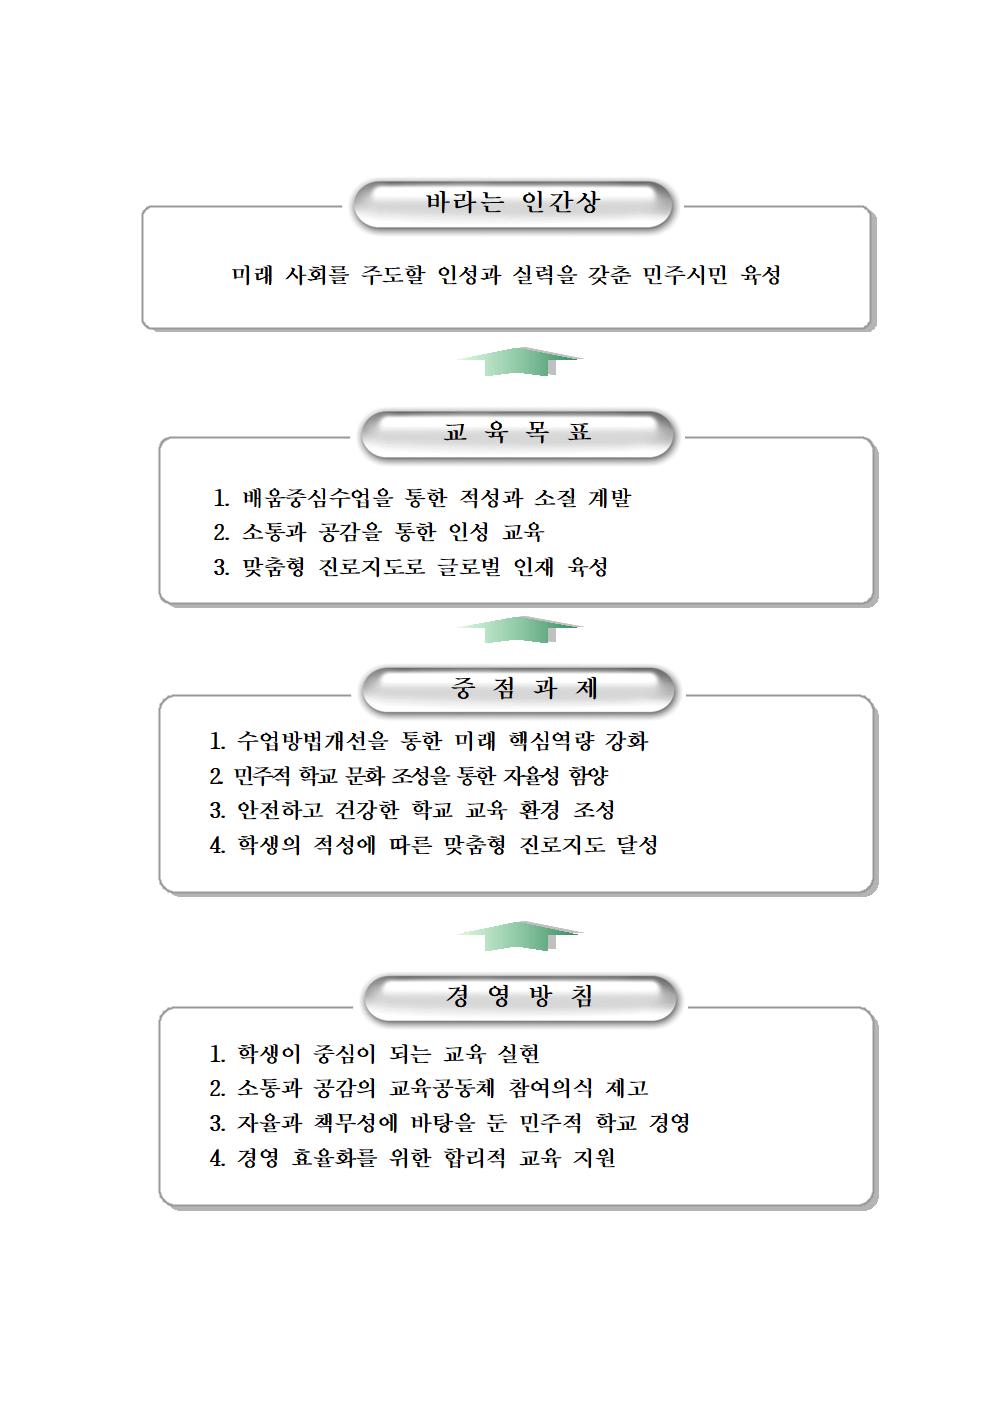 바라는 인간상
미래 사회를 주도할 인성과 실력을 갖춘 민주시민 육성
교 육 목 표
1. 배움중심수업을 통한 적성과 소질 계발
2. 소통과 공감을 통한 인성 교육
3. 맞춤형 진로지도로 글로벌 인재 육성
중 점 과 제
1. 수업방법개선을 통한 미래 핵심역량 강화
2. 민주적 학교 문화 조성을 통한 자율성 함양
3. 안전하고 건강한 학교 교육 환경 조성
4. 학생의 적성에 따른 맞춤형 진로지도 달성
경 영 방 침
1. 학생이 중심이 되는 교육 실현
2. 소통과 공감의 교육공동체 참여의식 제고
3. 자율과 책무성에 바탕을 둔 민주적 학교 경영
4. 경영 효율화를 위한 합리적 교육 지원